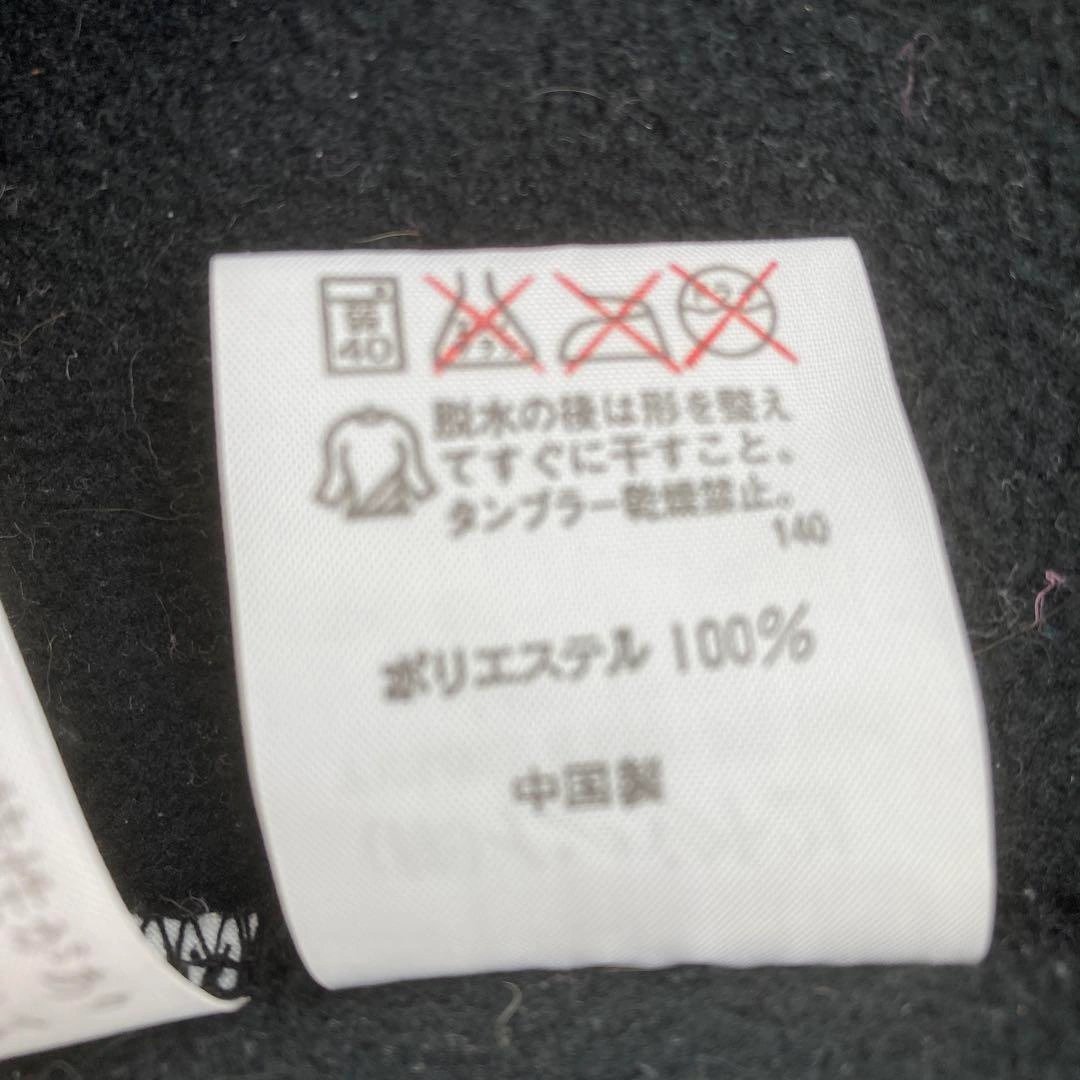 40
脱水の後は形を整え
てすぐに干すこと。
タンブラー乾燥禁止。
140
ポリエステル 100%
中国製